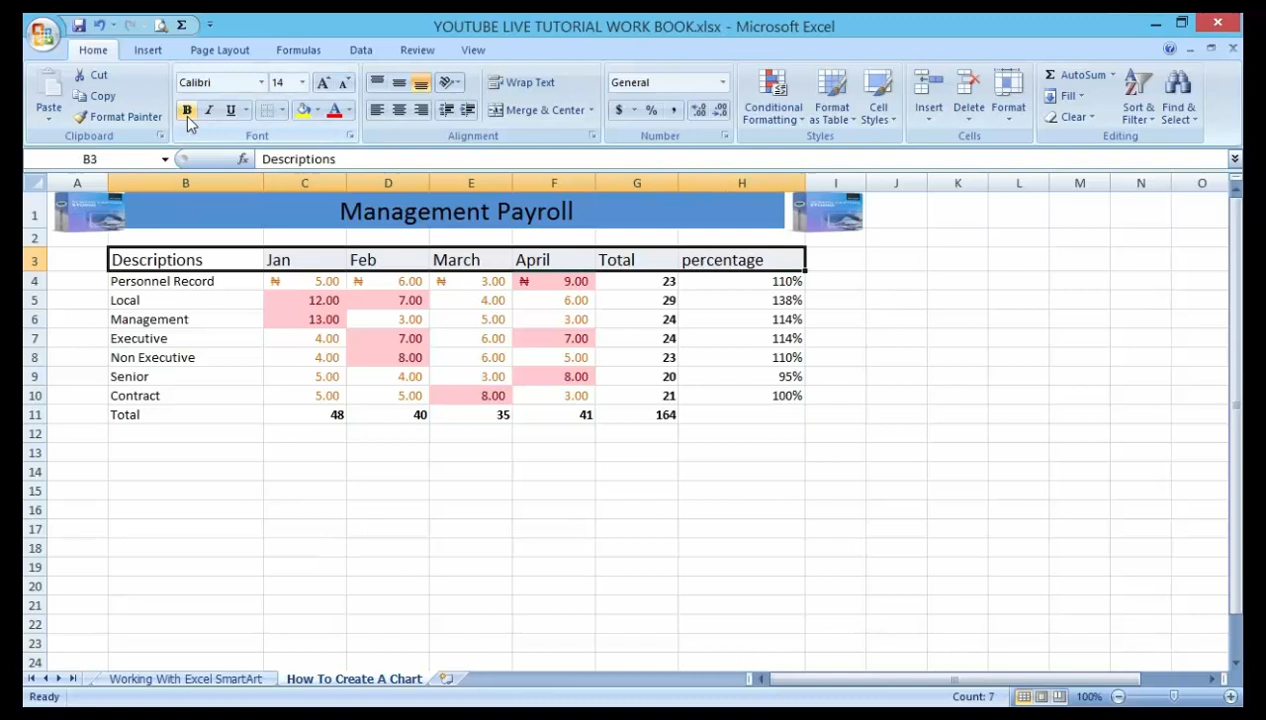 YOUTUBE LIVE TUTORIAL WORK BOOK.xlsx - Microsoft Excel
Home Insert Page Layout Formulas Data Review View
Paste Cut Copy Format Painter Clipboard
Calibri 14 A A B I U A Font
Wrap Text Merge & Center Alignment
General $ % , .00 .0 Number
Conditional Formatting Format as Table Cell Styles Styles
Insert Delete Format Cells
Σ AutoSum Fill Clear Sort & Filter Find & Select Editing
B3 fx Descriptions
A B C D E F G H I J K L M N O
1 Management Payroll
2
3 Descriptions Jan Feb March April Total percentage
4 Personnel Record ₦ 5.00 ₦ 6.00 ₦ 3.00 ₦ 9.00 23 110%
5 Local 12.00 7.00 4.00 6.00 29 138%
6 Management 13.00 3.00 5.00 3.00 24 114%
7 Executive 4.00 7.00 6.00 7.00 24 114%
8 Non Executive 4.00 8.00 6.00 5.00 23 110%
9 Senior 5.00 4.00 3.00 8.00 20 95%
10 Contract 5.00 5.00 8.00 3.00 21 100%
11 Total 48 40 35 41 164
12
13
14
15
16
17
18
19
20
21
22
23
24
Working With Excel SmartArt How To Create A Chart
Ready Count: 7 100%